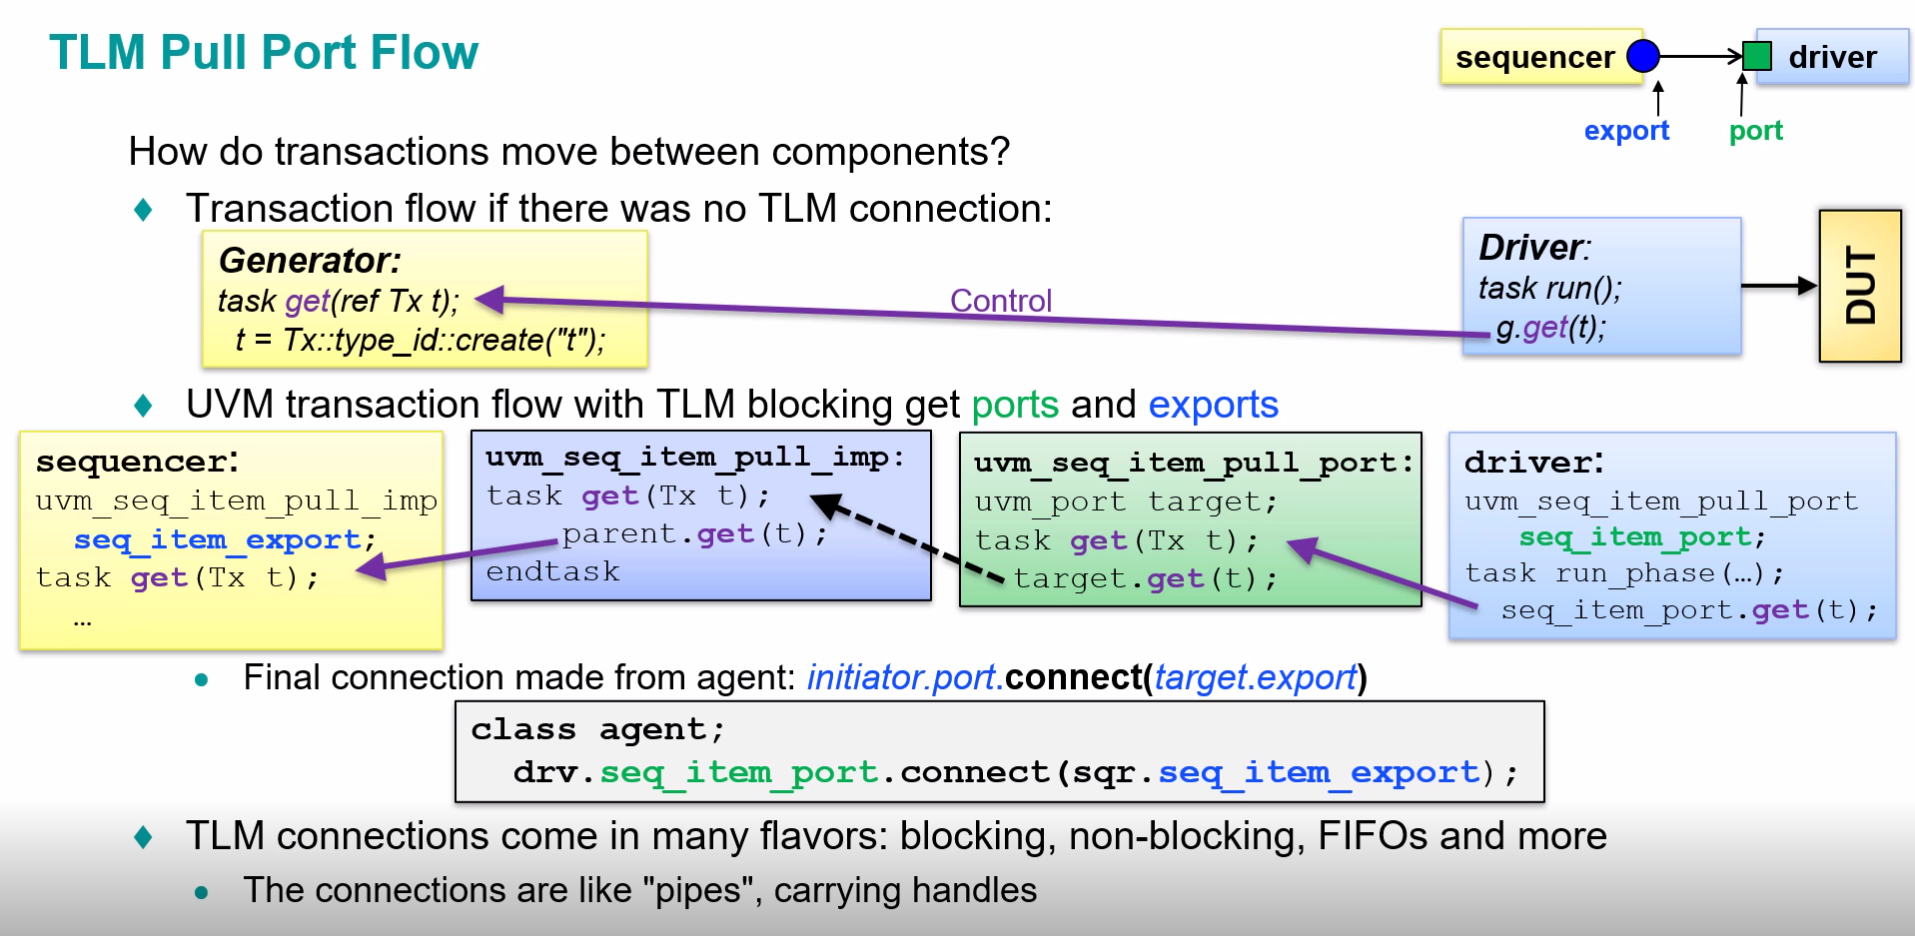 TLM Pull Port Flow
sequencer
driver
export
port
How do transactions move between components?
Transaction flow if there was no TLM connection:
Generator:
task get(ref Tx t);
t = Tx::type_id::create("t");
Control
Driver:
task run();
g.get(t);
DUT
UVM transaction flow with TLM blocking get ports and exports
sequencer:
uvm_seq_item_pull_imp
seq_item_export;
task get(Tx t);
…
uvm_seq_item_pull_imp:
task get(Tx t);
parent.get(t);
endtask
uvm_seq_item_pull_port:
uvm_port target;
task get(Tx t);
target.get(t);
driver:
uvm_seq_item_pull_port
seq_item_port;
task run_phase(…);
seq_item_port.get(t);
Final connection made from agent: initiator.port.connect(target.export)
class agent;
drv.seq_item_port.connect(sqr.seq_item_export);
TLM connections come in many flavors: blocking, non-blocking, FIFOs and more
The connections are like "pipes", carrying handles